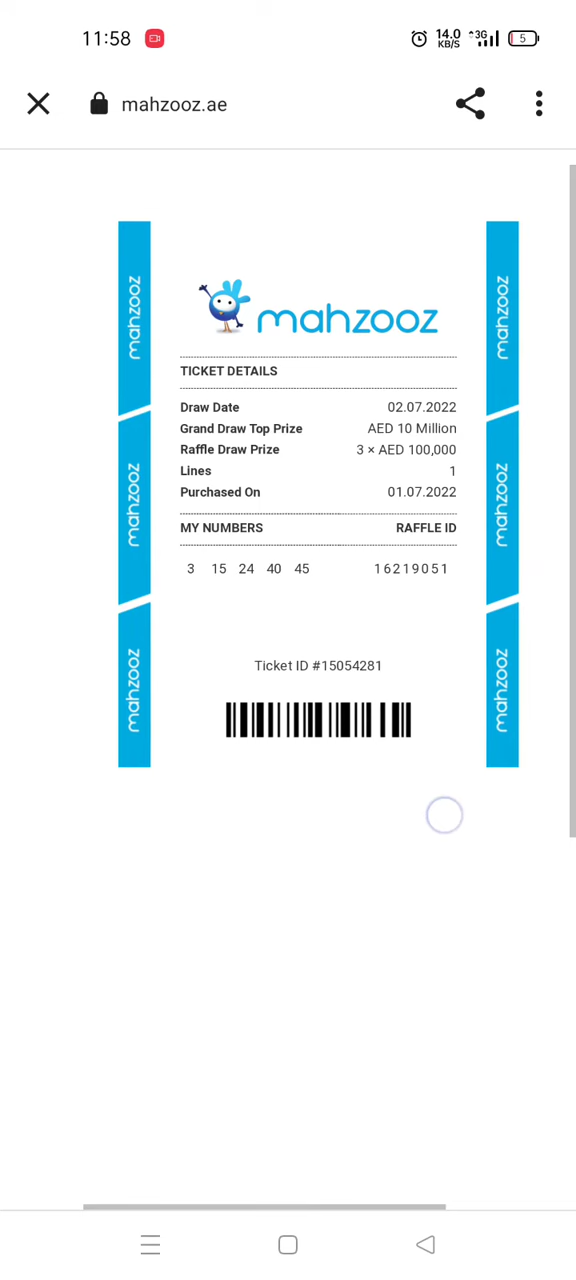 11:58 14.0 KB/S 3G 5
mahzooz.ae
mahzooz mahzooz
mahzooz
TICKET DETAILS
Draw Date 02.07.2022
Grand Draw Top Prize AED 10 Million
Raffle Draw Prize 3 × AED 100,000
Lines 1
Purchased On 01.07.2022
mahzooz mahzooz
MY NUMBERS RAFFLE ID
3 15 24 40 45 16219051
Ticket ID #15054281
mahzooz mahzooz